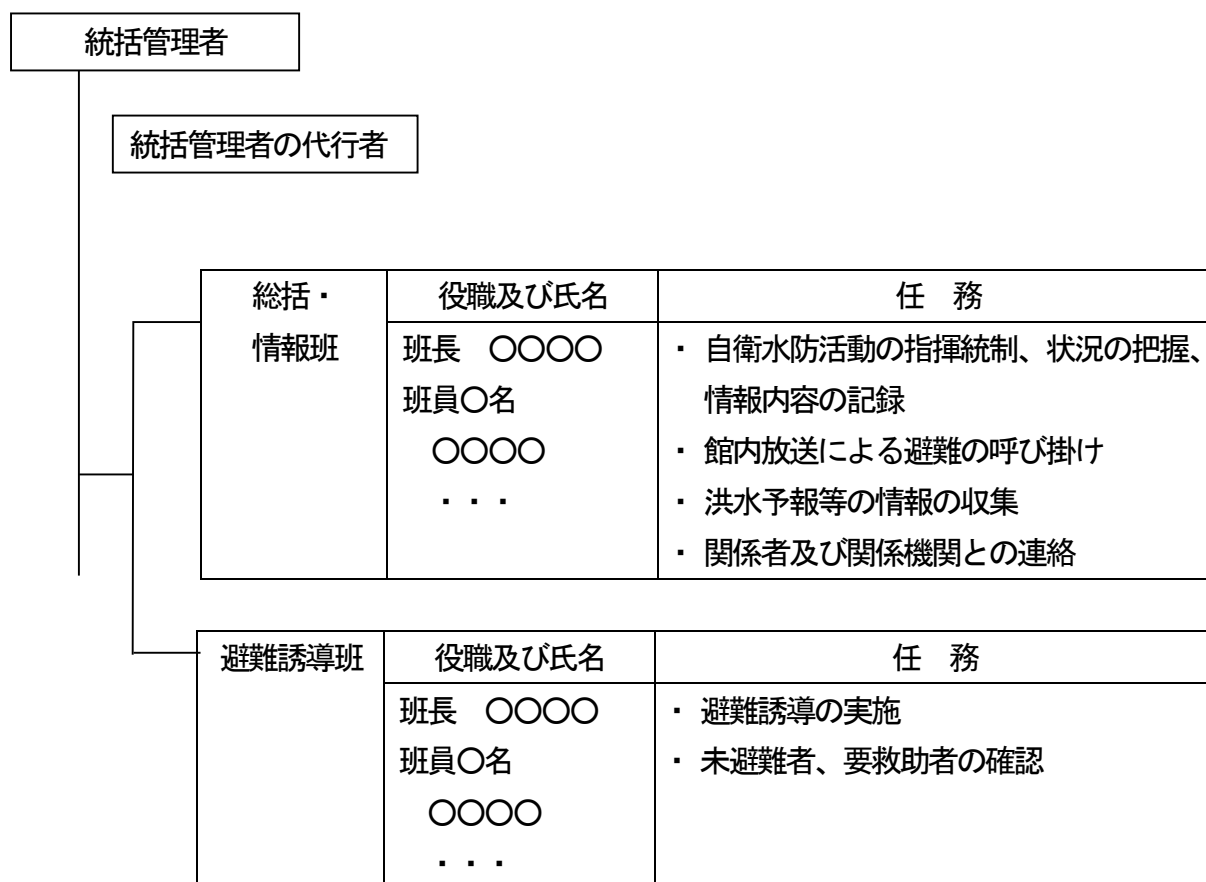 統括管理者
統括管理者の代行者
総括・
情報班
役職及び氏名
任　務
班長　〇〇〇〇
班員〇名
〇〇〇〇
・・・
・ 自衛水防活動の指揮統制、状況の把握、
情報内容の記録
・ 館内放送による避難の呼び掛け
・ 洪水予報等の情報の収集
・ 関係者及び関係機関との連絡
避難誘導班
役職及び氏名
任　務
班長　〇〇〇〇
班員〇名
〇〇〇〇
・・・
・ 避難誘導の実施
・ 未避難者、要救助者の確認